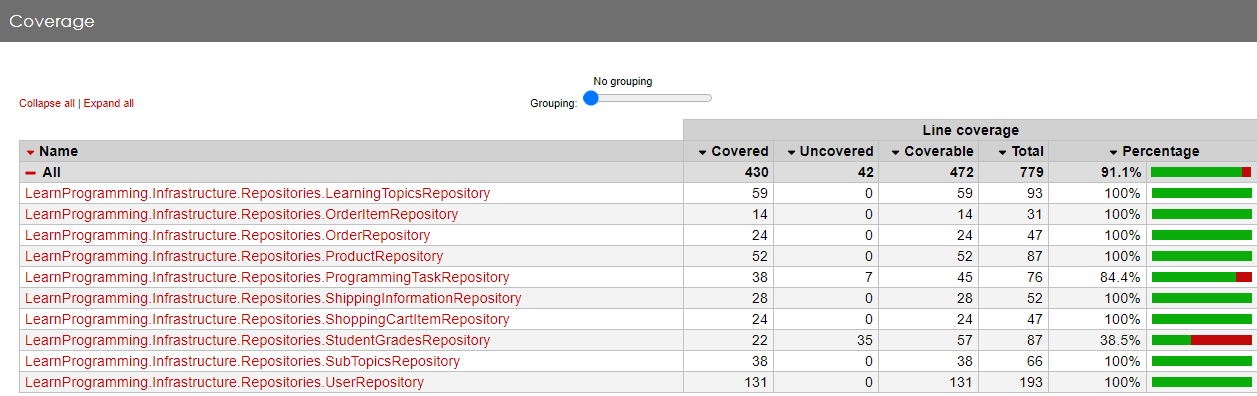 Coverage
No grouping
Collapse all | Expand all Grouping:
Line coverage
Name Covered Uncovered Coverable Total Percentage
All 430 42 472 779 91.1%
LearnProgramming.Infrastructure.Repositories.LearningTopicsRepository 59 0 59 93 100%
LearnProgramming.Infrastructure.Repositories.OrderItemRepository 14 0 14 31 100%
LearnProgramming.Infrastructure.Repositories.OrderRepository 24 0 24 47 100%
LearnProgramming.Infrastructure.Repositories.ProductRepository 52 0 52 87 100%
LearnProgramming.Infrastructure.Repositories.ProgrammingTaskRepository 38 7 45 76 84.4%
LearnProgramming.Infrastructure.Repositories.ShippingInformationRepository 28 0 28 52 100%
LearnProgramming.Infrastructure.Repositories.ShoppingCartItemRepository 24 0 24 47 100%
LearnProgramming.Infrastructure.Repositories.StudentGradesRepository 22 35 57 87 38.5%
LearnProgramming.Infrastructure.Repositories.SubTopicsRepository 38 0 38 66 100%
LearnProgramming.Infrastructure.Repositories.UserRepository 131 0 131 193 100%